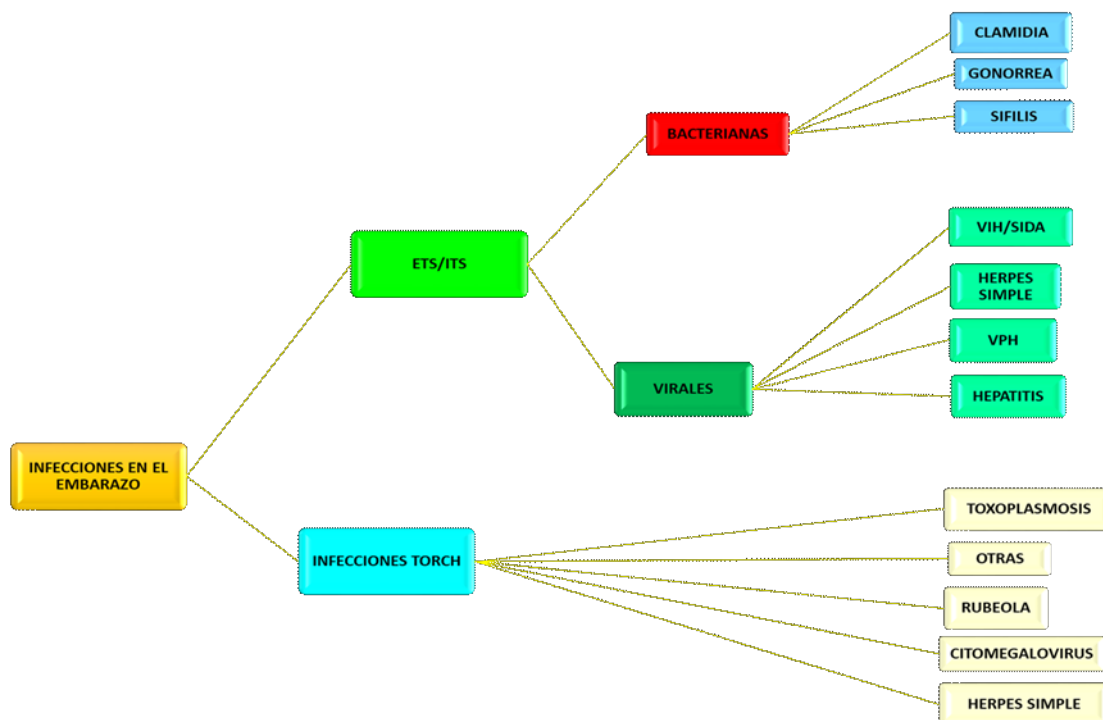 CLAMIDIA
GONORREA
SIFILIS
BACTERIANAS
ETS/ITS
VIH/SIDA
HERPES
SIMPLE
VPH
HEPATITIS
VIRALES
INFECCIONES EN EL
EMBARAZO
INFECCIONES TORCH
TOXOPLASMOSIS
OTRAS
RUBEOLA
CITOMEGALOVIRUS
HERPES SIMPLE